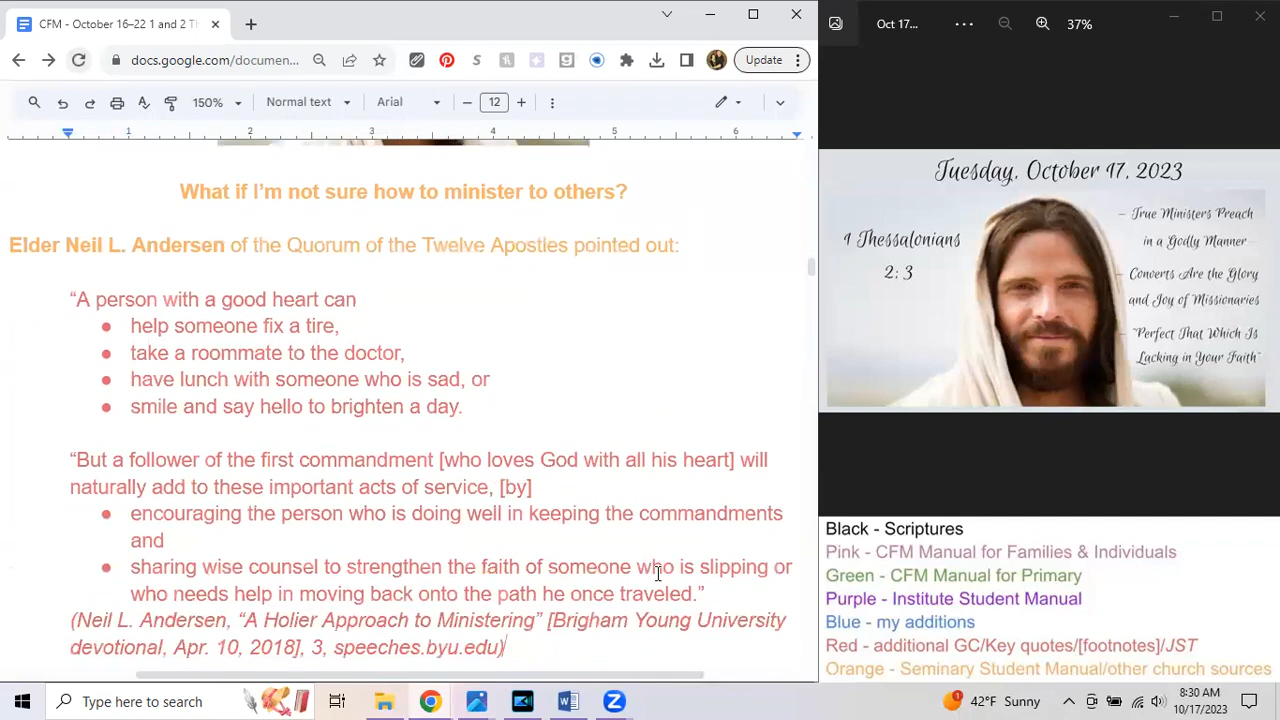 CFM - October 16–22 1 and 2 Th
Oct 17...
37%
docs.google.com/documen...
Update
150%
Normal text
Arial
12
1 2 3 4 5 6
What if I’m not sure how to minister to others?
Elder Neil L. Andersen of the Quorum of the Twelve Apostles pointed out:
“A person with a good heart can
● help someone fix a tire,
● take a roommate to the doctor,
● have lunch with someone who is sad, or
● smile and say hello to brighten a day.
“But a follower of the first commandment [who loves God with all his heart] will
naturally add to these important acts of service, [by]
● encouraging the person who is doing well in keeping the commandments
and
● sharing wise counsel to strengthen the faith of someone who is slipping or
who needs help in moving back onto the path he once traveled.”
(Neil L. Andersen, “A Holier Approach to Ministering” [Brigham Young University
devotional, Apr. 10, 2018], 3, speeches.byu.edu)
Tuesday, October 17, 2023
1 Thessalonians
2; 3
– True Ministers Preach
in a Godly Manner
– Converts Are the Glory
and Joy of Missionaries
– “Perfect That Which Is
Lacking in Your Faith”
Black - Scriptures
Pink - CFM Manual for Families & Individuals
Green - CFM Manual for Primary
Purple - Institute Student Manual
Blue - my additions
Red - additional GC/Key quotes/[footnotes]/JST
Orange - Seminary Student Manual/other church sources
Type here to search
42°F Sunny
8:30 AM
10/17/2023